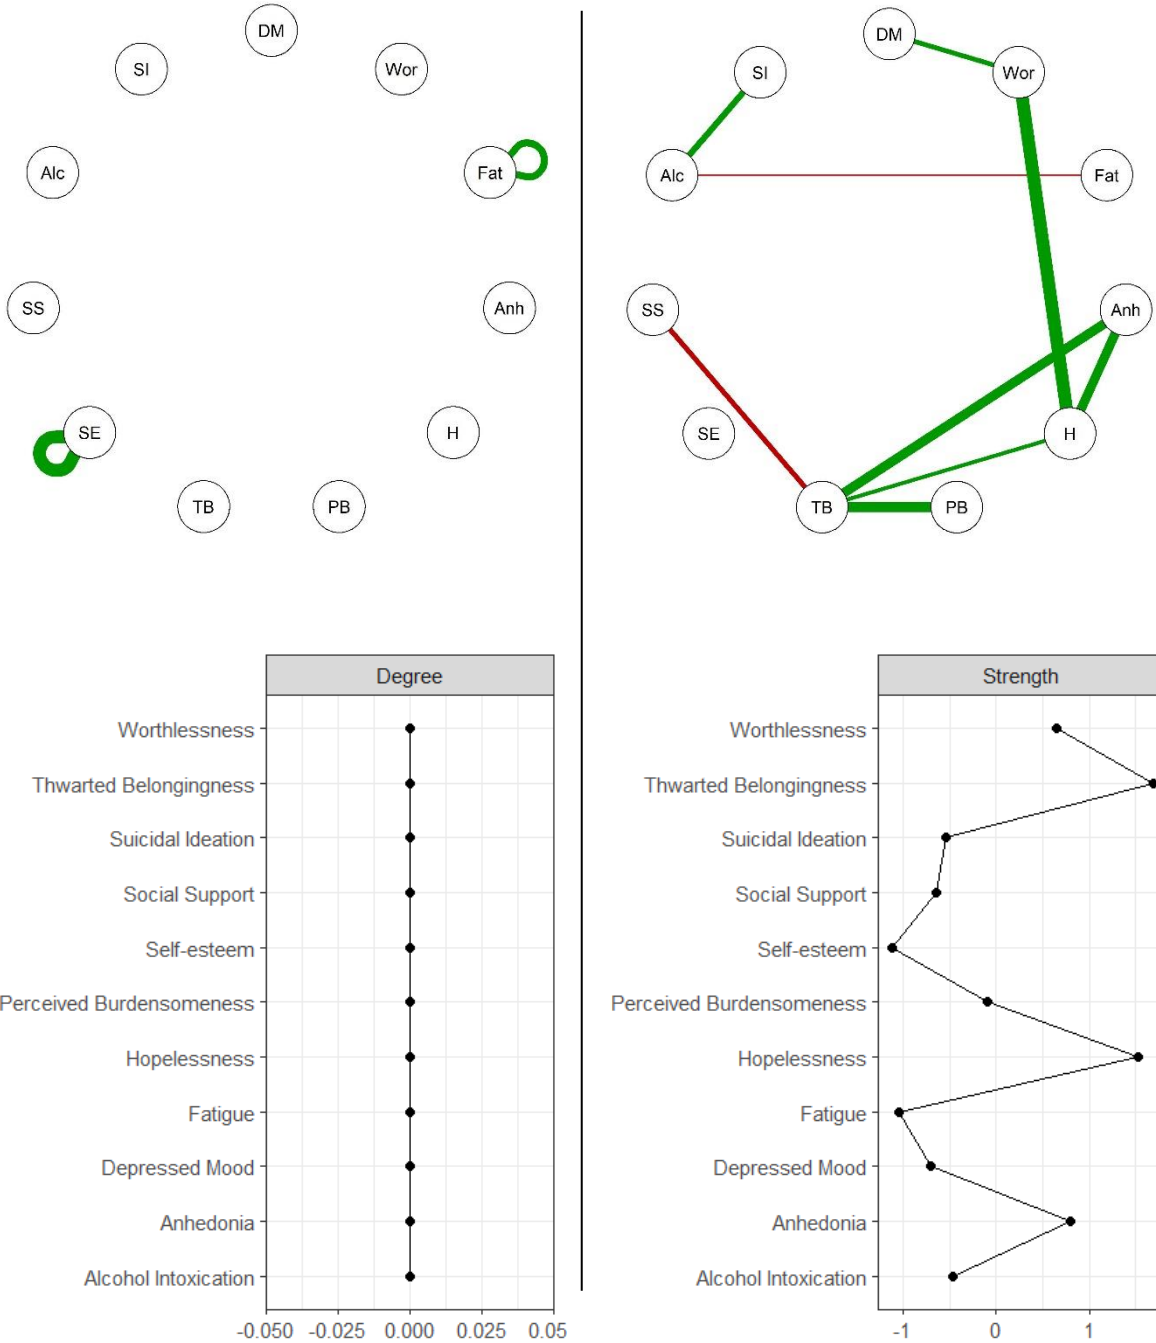 DM
SI
Wor
Alc
Fat
SS
Anh
SE
H
TB
PB
DM
SI
Wor
Alc
Fat
SS
Anh
SE
H
TB
PB
Degree
Worthlessness
Thwarted Belongingness
Suicidal Ideation
Social Support
Self-esteem
Perceived Burdensomeness
Hopelessness
Fatigue
Depressed Mood
Anhedonia
Alcohol Intoxication
-0.050 -0.025 0.000 0.025 0.05
Strength
Worthlessness
Thwarted Belongingness
Suicidal Ideation
Social Support
Self-esteem
Perceived Burdensomeness
Hopelessness
Fatigue
Depressed Mood
Anhedonia
Alcohol Intoxication
-1 0 1